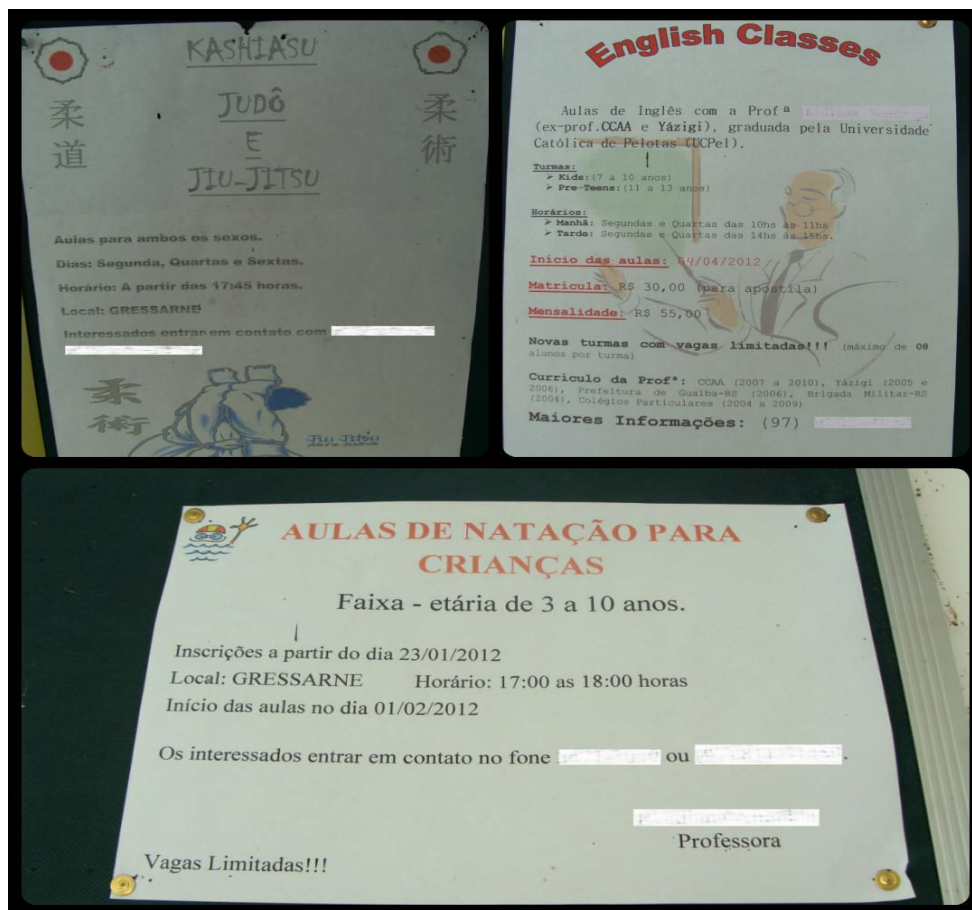 KASHIASU
柔道
柔術
JUDÔ
E
JIU-JITSU
Aulas para ambos os sexos.
Dias: Segunda, Quartas e Sextas.
Horário: A partir das 17:45 horas.
Local: GRESSARNE
Interessados entrar em contato com
柔術
Jiu Jitsu
English Classes
Aulas de Inglês com a Profª
(ex-prof.CCAA e Yázigi), graduada pela Universidade
Católica de Pelotas (UCPel).
Turmas:
➢ Kids:(7 a 10 anos)
➢ Pre-Teens:(11 a 13 anos)
Horários:
➢ Manhã: Segundas e Quartas das 10hs às 11hs
➢ Tarde: Segundas e Quartas das 14hs às 15hs.
Início das aulas: 04/04/2012
Matricula: R$ 30,00 (para apostila)
Mensalidade: R$ 55,00
Novas turmas com vagas limitadas!!! (máximo de 08
alunos por turma)
Curriculo da Profª: CCAA (2007 a 2010), Yázigi (2005 e
2006), Prefeitura de Guaíba-RS (2006), Brigada Militar-RS
(2004), Colégios Particulares (2004 a 2009)
Maiores Informações: (97)
AULAS DE NATAÇÃO PARA
CRIANÇAS
Faixa - etária de 3 a 10 anos.
Inscrições a partir do dia 23/01/2012
Local: GRESSARNE Horário: 17:00 as 18:00 horas
Início das aulas no dia 01/02/2012
Os interessados entrar em contato no fone ou .
Professora
Vagas Limitadas!!!